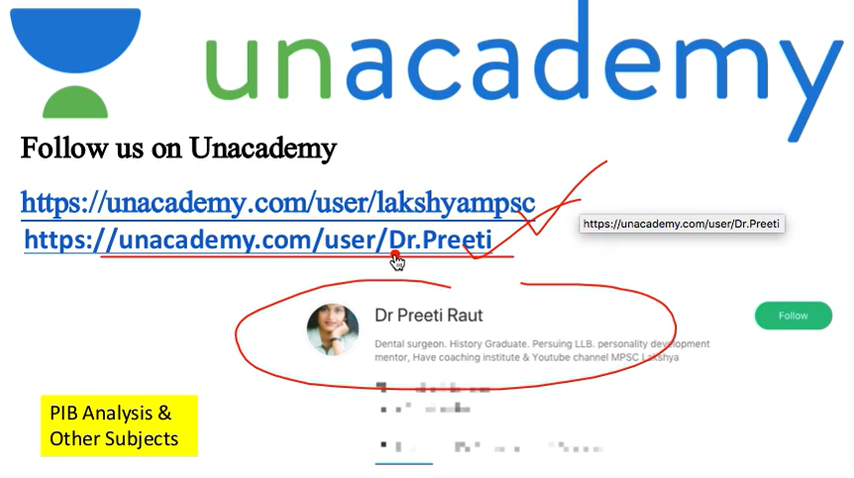 unacademy
Follow us on Unacademy
https://unacademy.com/user/lakshyampsc
https://unacademy.com/user/Dr.Preeti
https://unacademy.com/user/Dr.Preeti
Dr Preeti Raut
Follow
Dental surgeon. History Graduate. Persuing LLB. personality development
mentor, Have coaching institute & Youtube channel MPSC Lakshya
PIB Analysis &
Other Subjects